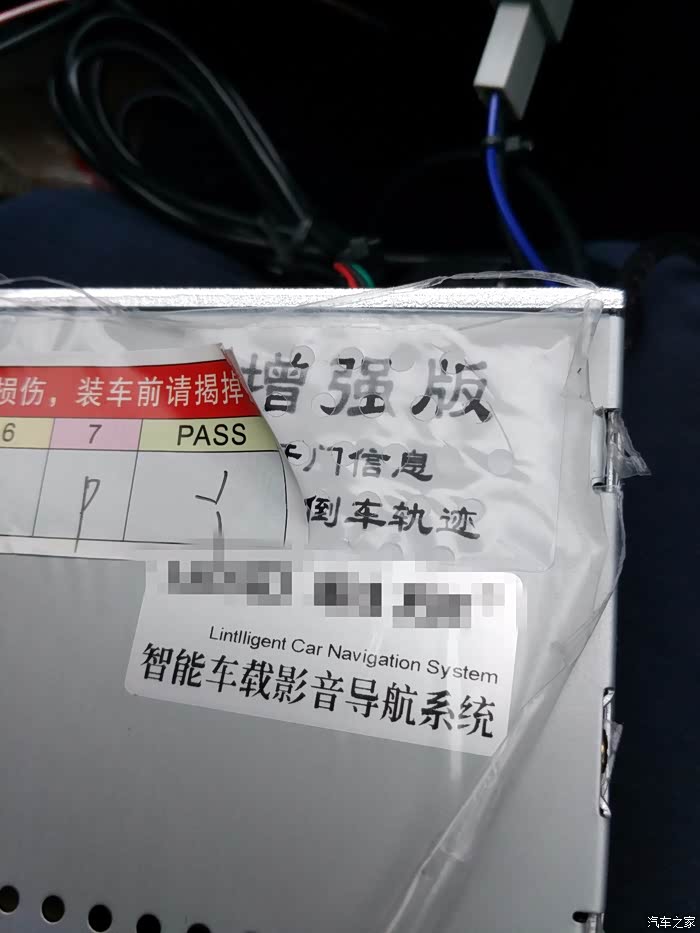 增强版
损伤，装车前请揭掉
6 7 PASS
P
门信息
倒车轨迹
Lintlligent Car Navigation System
智能车载影音导航系统
汽车之家